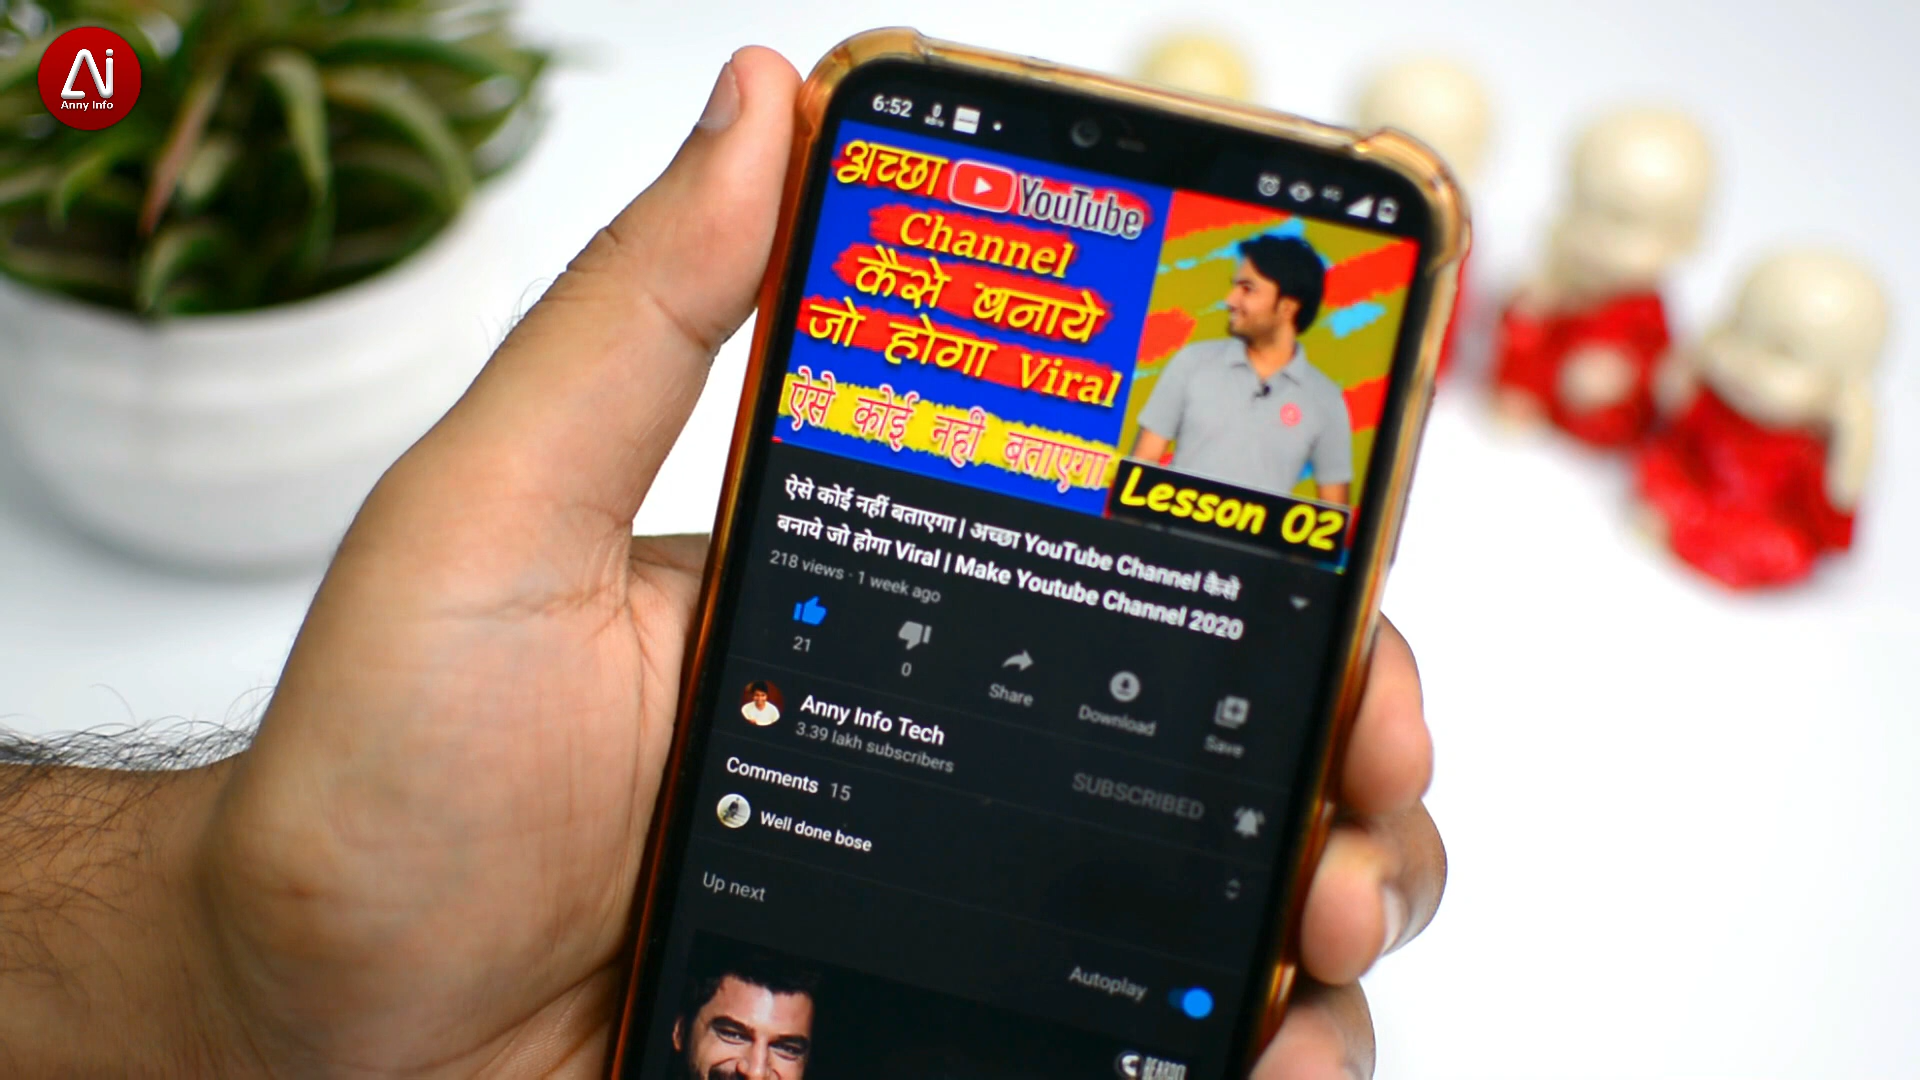 Ai
Anny Info
6:52
अच्छा YouTube
Channel
कैसे बनाये
जो होगा Viral
ऐसे कोई नहीं बताएगा
Lesson 02
ऐसे कोई नहीं बताएगा | अच्छा YouTube Channel कैसे
बनाये जो होगा Viral | Make Youtube Channel 2020
218 views · 1 week ago
21
0
Share
Download
Save
Anny Info Tech
3.39 lakh subscribers
SUBSCRIBED
Comments 15
Well done bose
Up next
Autoplay